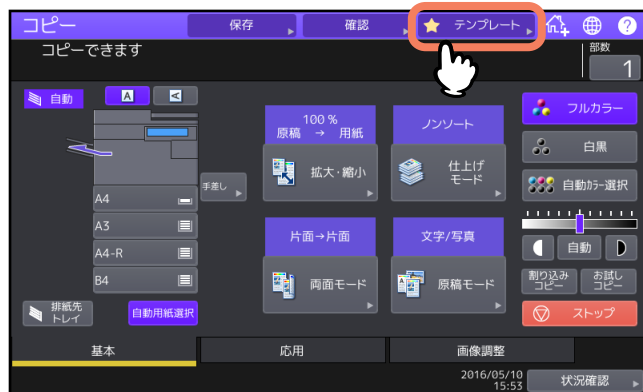 コピー
保存
確認
テンプレート
?
コピーできます
部数
1
自動
A
A
A4
A3
A4-R
B4
手差し
排紙先
トレイ
自動用紙選択
100 %
原稿 → 用紙
拡大・縮小
ノンソート
仕上げ
モード
片面→片面
両面モード
文字/写真
原稿モード
フルカラー
白黒
自動ｶﾗｰ選択
自動
割り込み
コピー
お試し
コピー
ストップ
基本
応用
画像調整
2016/05/10
15:53
状況確認